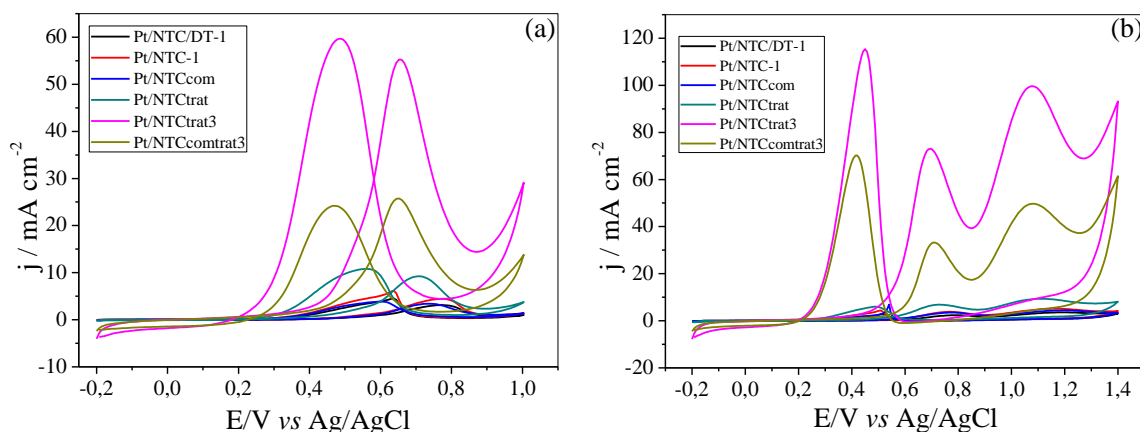 (a)
Pt/NTC/DT-1
Pt/NTC-1
Pt/NTCcom
Pt/NTCtrat
Pt/NTCtrat3
Pt/NTCcomtrat3
60
50
40
30
20
10
0
-10
j / mA cm⁻²
-0,2 0,0 0,2 0,4 0,6 0,8 1,0
E/V vs Ag/AgCl
(b)
Pt/NTC/DT-1
Pt/NTC-1
Pt/NTCcom
Pt/NTCtrat
Pt/NTCtrat3
Pt/NTCcomtrat3
120
100
80
60
40
20
0
-20
j / mA cm⁻²
-0,2 0,0 0,2 0,4 0,6 0,8 1,0 1,2 1,4
E/V vs Ag/AgCl